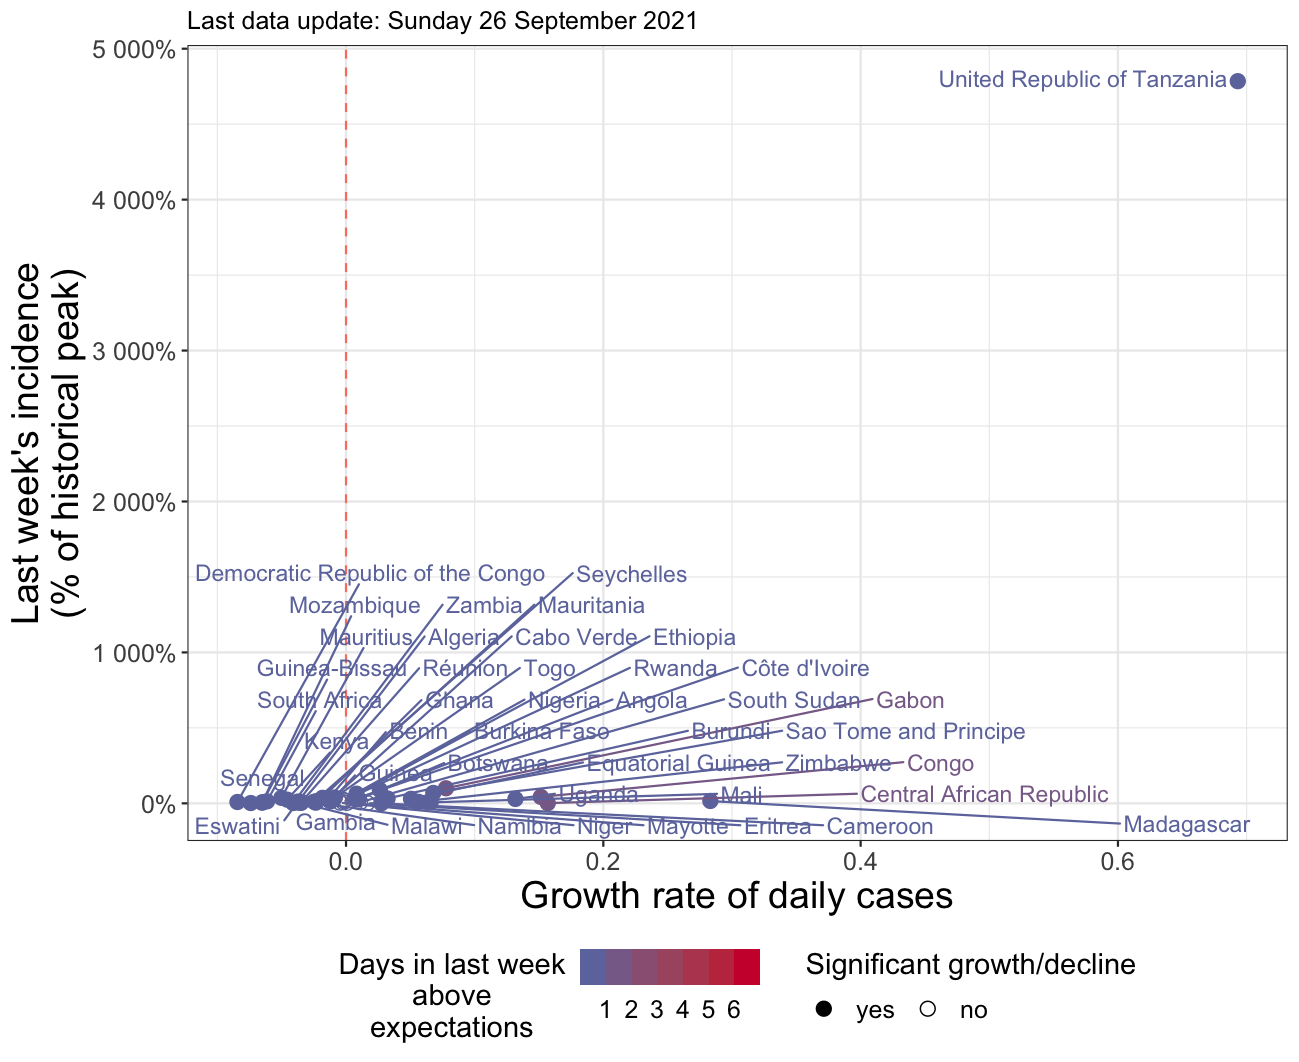 Last data update: Sunday 26 September 2021
5 000%
United Republic of Tanzania
4 000%
3 000%
2 000%
1 000%
0%
Last week's incidence
(% of historical peak)
Democratic Republic of the Congo
Seychelles
Mozambique
Zambia
Mauritania
Mauritius
Algeria
Cabo Verde
Ethiopia
Guinea-Bissau
Réunion
Togo
Rwanda
Côte d'Ivoire
South Africa
Ghana
Nigeria
Angola
South Sudan
Gabon
Kenya
Benin
Burkina Faso
Burundi
Sao Tome and Principe
Senegal
Guinea
Botswana
Equatorial Guinea
Zimbabwe
Congo
Uganda
Mali
Central African Republic
Eswatini
Gambia
Malawi
Namibia
Niger
Mayotte
Eritrea
Cameroon
Madagascar
0.0
0.2
0.4
0.6
Growth rate of daily cases
Days in last week
above
expectations
1 2 3 4 5 6
Significant growth/decline
yes
no